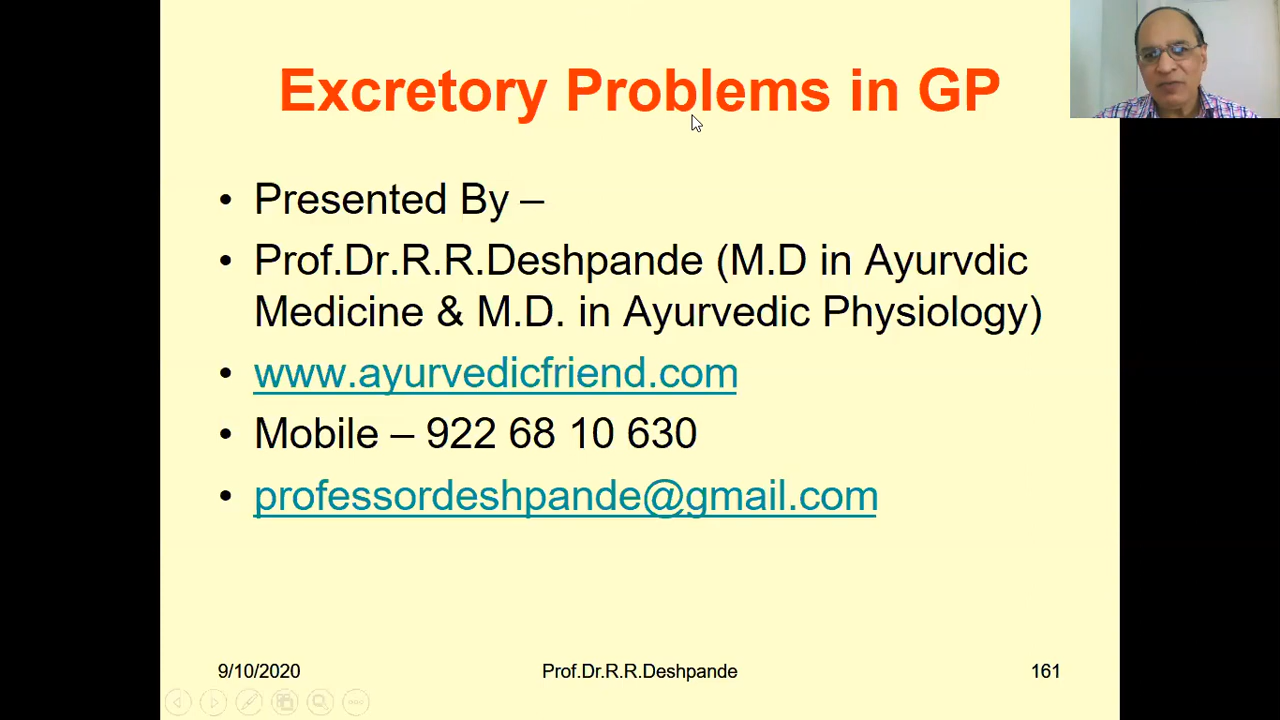 Excretory Problems in GP
• Presented By –
• Prof.Dr.R.R.Deshpande (M.D in Ayurvdic
Medicine & M.D. in Ayurvedic Physiology)
• www.ayurvedicfriend.com
• Mobile – 922 68 10 630
• professordeshpande@gmail.com
9/10/2020 Prof.Dr.R.R.Deshpande 161